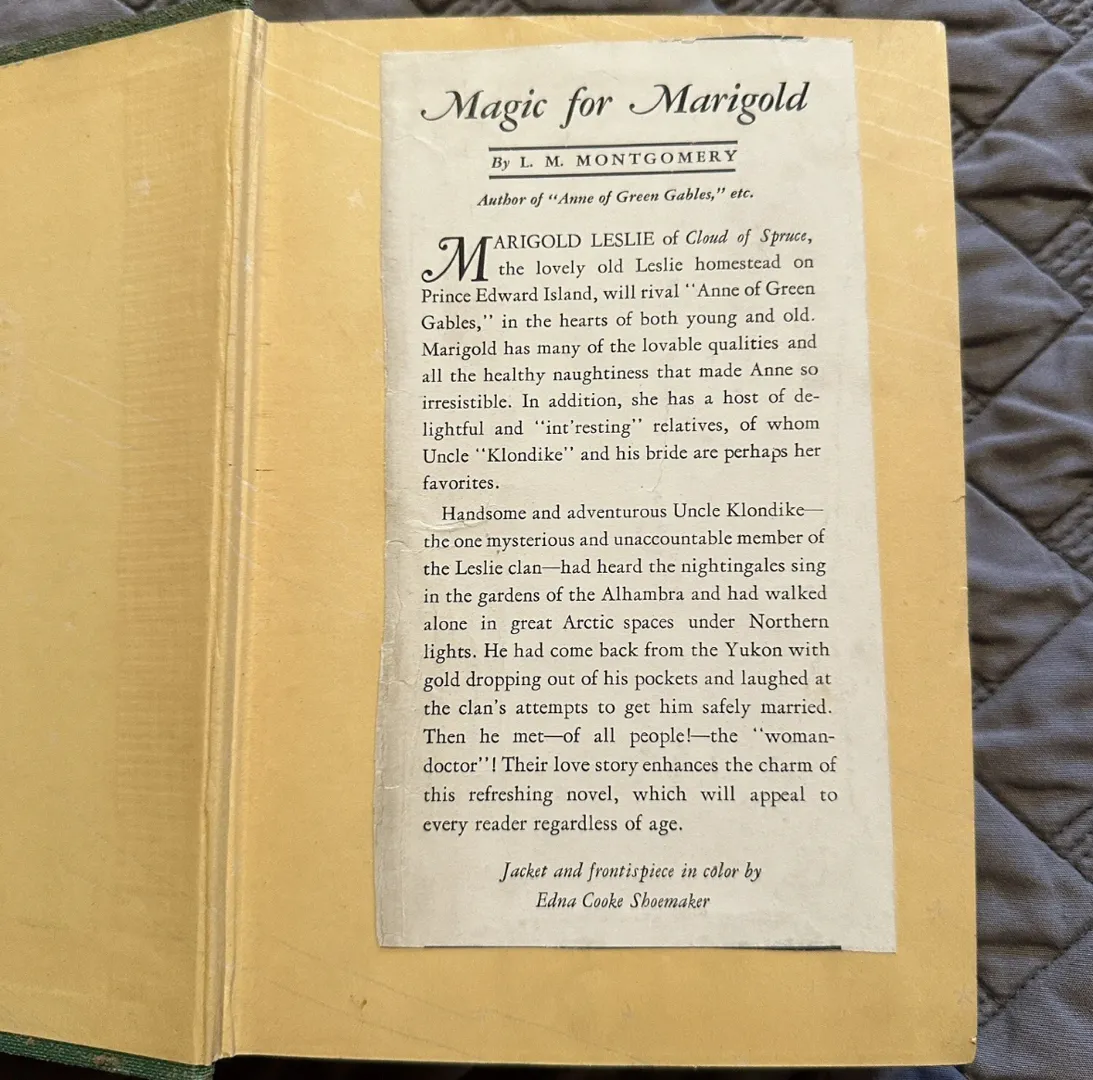 Magic for Marigold
By L. M. MONTGOMERY
Author of "Anne of Green Gables," etc.
MARIGOLD LESLIE of Cloud of Spruce,
the lovely old Leslie homestead on
Prince Edward Island, will rival "Anne of Green
Gables," in the hearts of both young and old.
Marigold has many of the lovable qualities and
all the healthy naughtiness that made Anne so
irresistible. In addition, she has a host of de-
lightful and "int'resting" relatives, of whom
Uncle "Klondike" and his bride are perhaps her
favorites.
Handsome and adventurous Uncle Klondike—
the one mysterious and unaccountable member of
the Leslie clan—had heard the nightingales sing
in the gardens of the Alhambra and had walked
alone in great Arctic spaces under Northern
lights. He had come back from the Yukon with
gold dropping out of his pockets and laughed at
the clan's attempts to get him safely married.
Then he met—of all people!—the "woman-
doctor"! Their love story enhances the charm of
this refreshing novel, which will appeal to
every reader regardless of age.
Jacket and frontispiece in color by
Edna Cooke Shoemaker